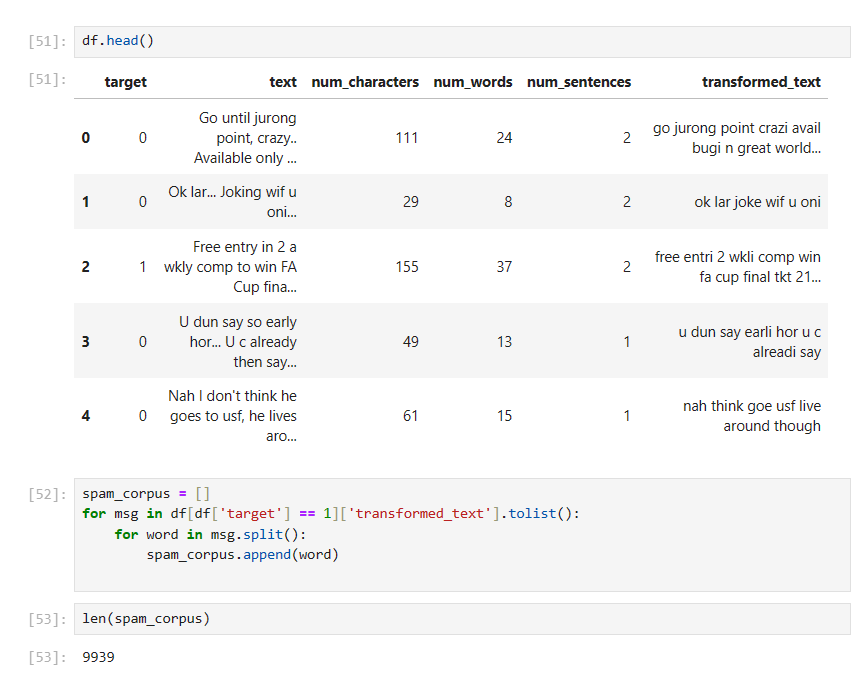 [51]: df.head()
[51]: target text num_characters num_words num_sentences transformed_text
0 0 Go until jurong point, crazy.. Available only ... 111 24 2 go jurong point crazi avail bugi n great world...
1 0 Ok lar... Joking wif u oni... 29 8 2 ok lar joke wif u oni
2 1 Free entry in 2 a wkly comp to win FA Cup fina... 155 37 2 free entri 2 wkli comp win fa cup final tkt 21...
3 0 U dun say so early hor... U c already then say... 49 13 1 u dun say earli hor u c alreadi say
4 0 Nah I don't think he goes to usf, he lives aro... 61 15 1 nah think goe usf live around though
[52]: spam_corpus = []
for msg in df[df['target'] == 1]['transformed_text'].tolist():
    for word in msg.split():
        spam_corpus.append(word)
[53]: len(spam_corpus)
[53]: 9939